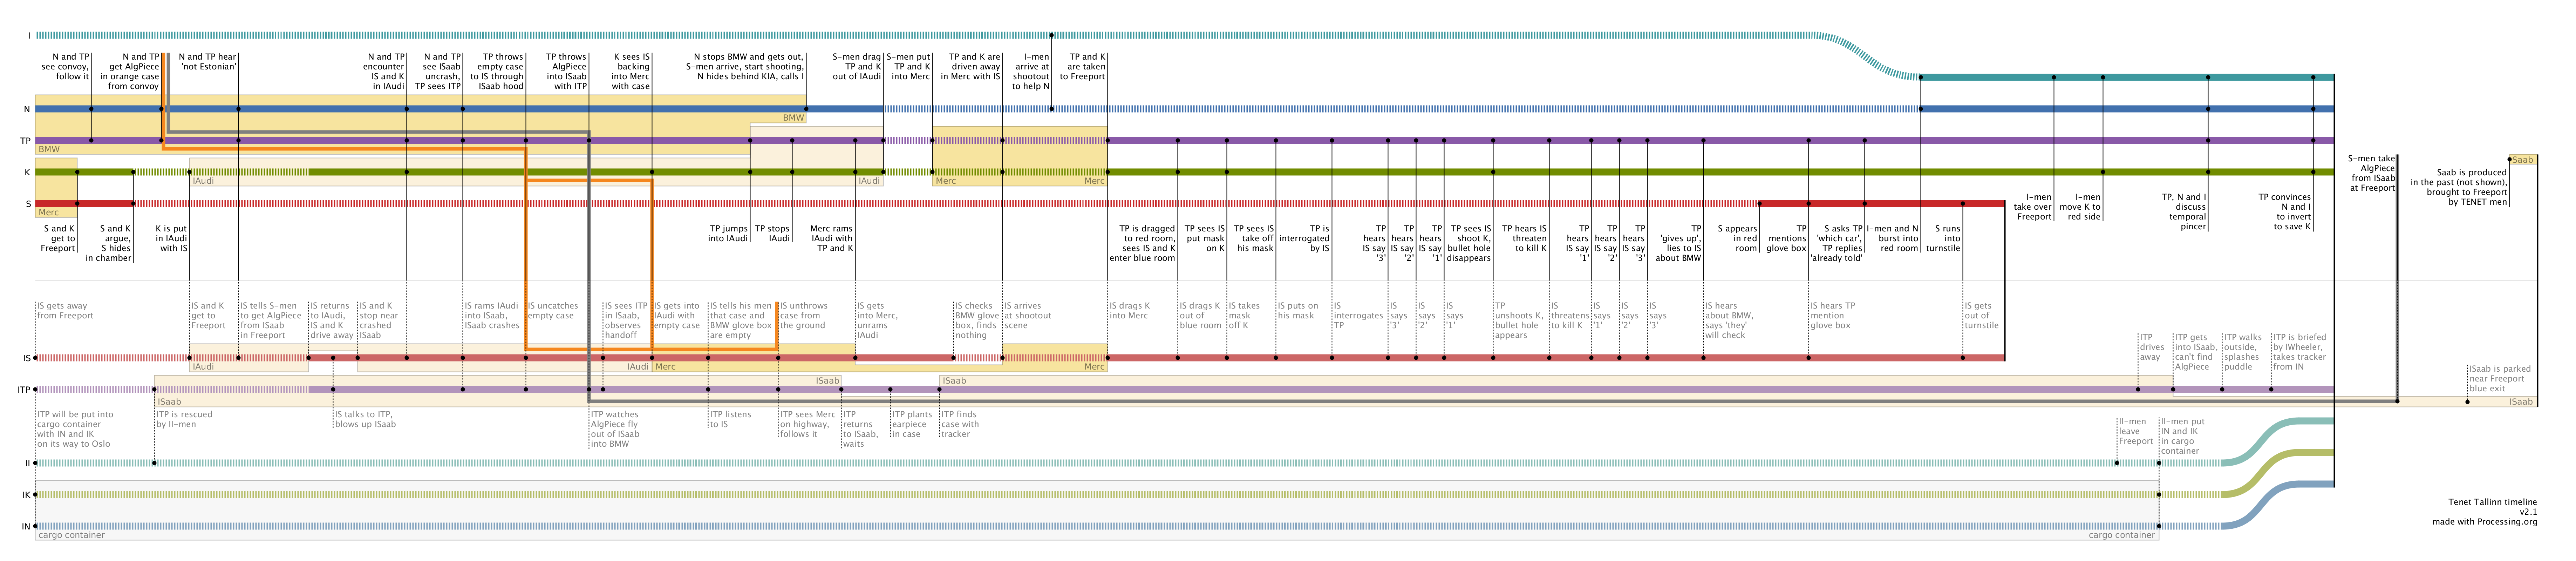 I
N and TP
see convoy,
follow it
N and TP
get AlgPiece
in orange case
from convoy
N and TP hear
'not Estonian'
N and TP
encounter
IS and K
in IAudi
N and TP
see ISaab
uncrash,
TP sees ITP
TP throws
empty case
to IS through
ISaab hood
TP throws
AlgPiece
into ISaab
with ITP
K sees IS
backing
into Merc
with case
N stops BMW and gets out,
S-men arrive, start shooting,
N hides behind KIA, calls I
S-men drag
TP and K
out of IAudi
S-men put
TP and K
into Merc
TP and K are
driven away
in Merc with IS
I-men
arrive at
shootout
to help N
TP and K
are taken
to Freeport
N
BMW
TP
BMW
K
IAudi
IAudi
Merc
Merc
S
Merc
S and K
get to
Freeport
S and K
argue,
S hides
in chamber
K is put
in IAudi
with IS
TP jumps
into IAudi
TP stops
IAudi
Merc rams
IAudi with
TP and K
TP is dragged
to red room,
sees IS and K
enter blue room
TP sees IS
put mask
on K
TP sees IS
take off
his mask
TP is
interrogated
by IS
TP
hears
IS say
'3'
TP
hears
IS say
'2'
TP
hears
IS say
'1'
TP sees IS
shoot K,
bullet hole
disappears
TP hears IS
threaten
to kill K
TP
hears
IS say
'1'
TP
hears
IS say
'2'
TP
hears
IS say
'3'
TP
'gives up',
lies to IS
about BMW
S appears
in red
room
TP
mentions
glove box
S asks TP
'which car',
TP replies
'already told'
I-men and N
burst into
red room
S runs
into
turnstile
I-men
take over
Freeport
I-men
move K to
red side
TP, N and I
discuss
temporal
pincer
TP convinces
N and I
to invert
to save K
S-men take
AlgPiece
from ISaab
at Freeport
Saab
Saab is produced
in the past (not shown),
brought to Freeport
by TENET men
IS gets away
from Freeport
IS and K
get to
Freeport
IS tells S-men
to get AlgPiece
from ISaab
in Freeport
IS returns
to IAudi,
IS and K
drive away
IS and K
stop near
crashed
ISaab
IS rams IAudi
into ISaab,
ISaab crashes
IS uncatches
empty case
IS sees ITP
in ISaab,
observes
handoff
IS gets into
IAudi with
empty case
IS tells his men
that case and
BMW glove box
are empty
IS unthrows
case from
the ground
IS gets
into Merc,
unrams
IAudi
IS checks
BMW glove
box, finds
nothing
IS arrives
at shootout
scene
IS drags K
into Merc
IS drags K
out of
blue room
IS takes
mask
off K
IS puts on
his mask
IS
interrogates
TP
IS
says
'3'
IS
says
'2'
IS
says
'1'
TP
unshoots K,
bullet hole
appears
IS
threatens
to kill K
IS
says
'1'
IS
says
'2'
IS
says
'3'
IS hears
about BMW,
says 'they'
will check
IS hears TP
mention
glove box
IS gets
out of
turnstile
ITP
drives
away
ITP gets
into ISaab,
can't find
AlgPiece
ITP walks
outside,
splashes
puddle
ITP is briefed
by IWheeler,
takes tracker
from IN
ISaab is parked
near Freeport
blue exit
IS
IAudi
IAudi
Merc
Merc
ITP
ISaab
ISaab
ISaab
ISaab
ITP will be put into
cargo container
with IN and IK
on its way to Oslo
ITP is rescued
by II-men
IS talks to ITP,
blows up ISaab
ITP watches
AlgPiece fly
out of ISaab
into BMW
ITP listens
to IS
ITP sees Merc
on highway,
follows it
ITP
returns
to ISaab,
waits
ITP plants
earpiece
in case
ITP finds
case with
tracker
II-men
leave
Freeport
II-men put
IN and IK
in cargo
container
II
IK
IN
cargo container
cargo container
Tenet Tallinn timeline
v2.1
made with Processing.org